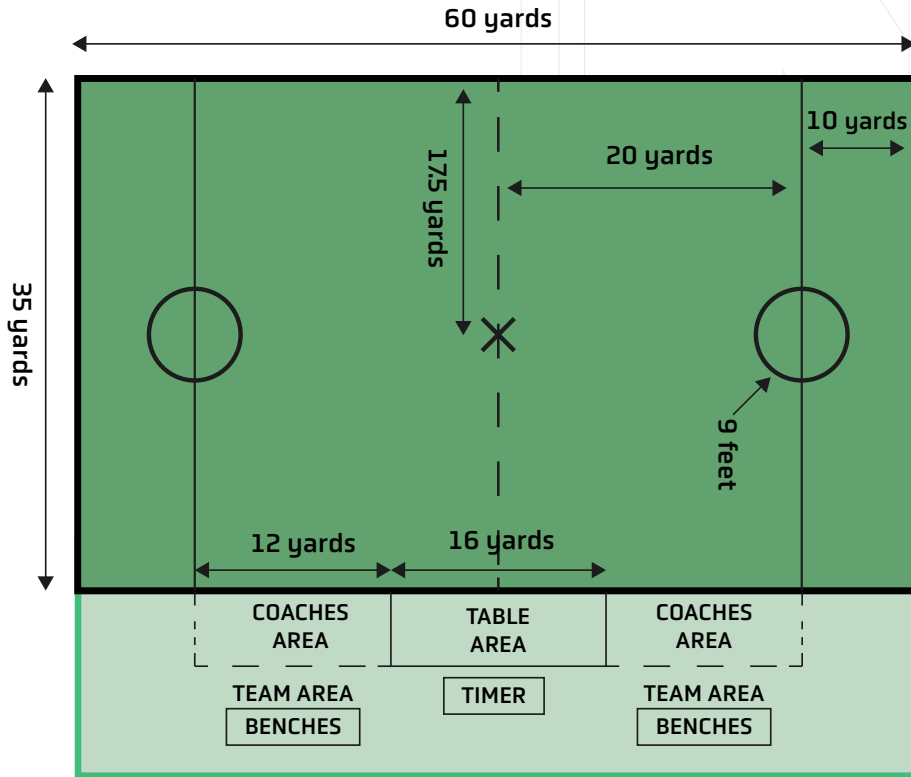 60 yards
10 yards
20 yards
17.5 yards
35 yards
9 feet
12 yards
16 yards
COACHES
AREA
TABLE
AREA
COACHES
AREA
TEAM AREA
BENCHES
TIMER
TEAM AREA
BENCHES